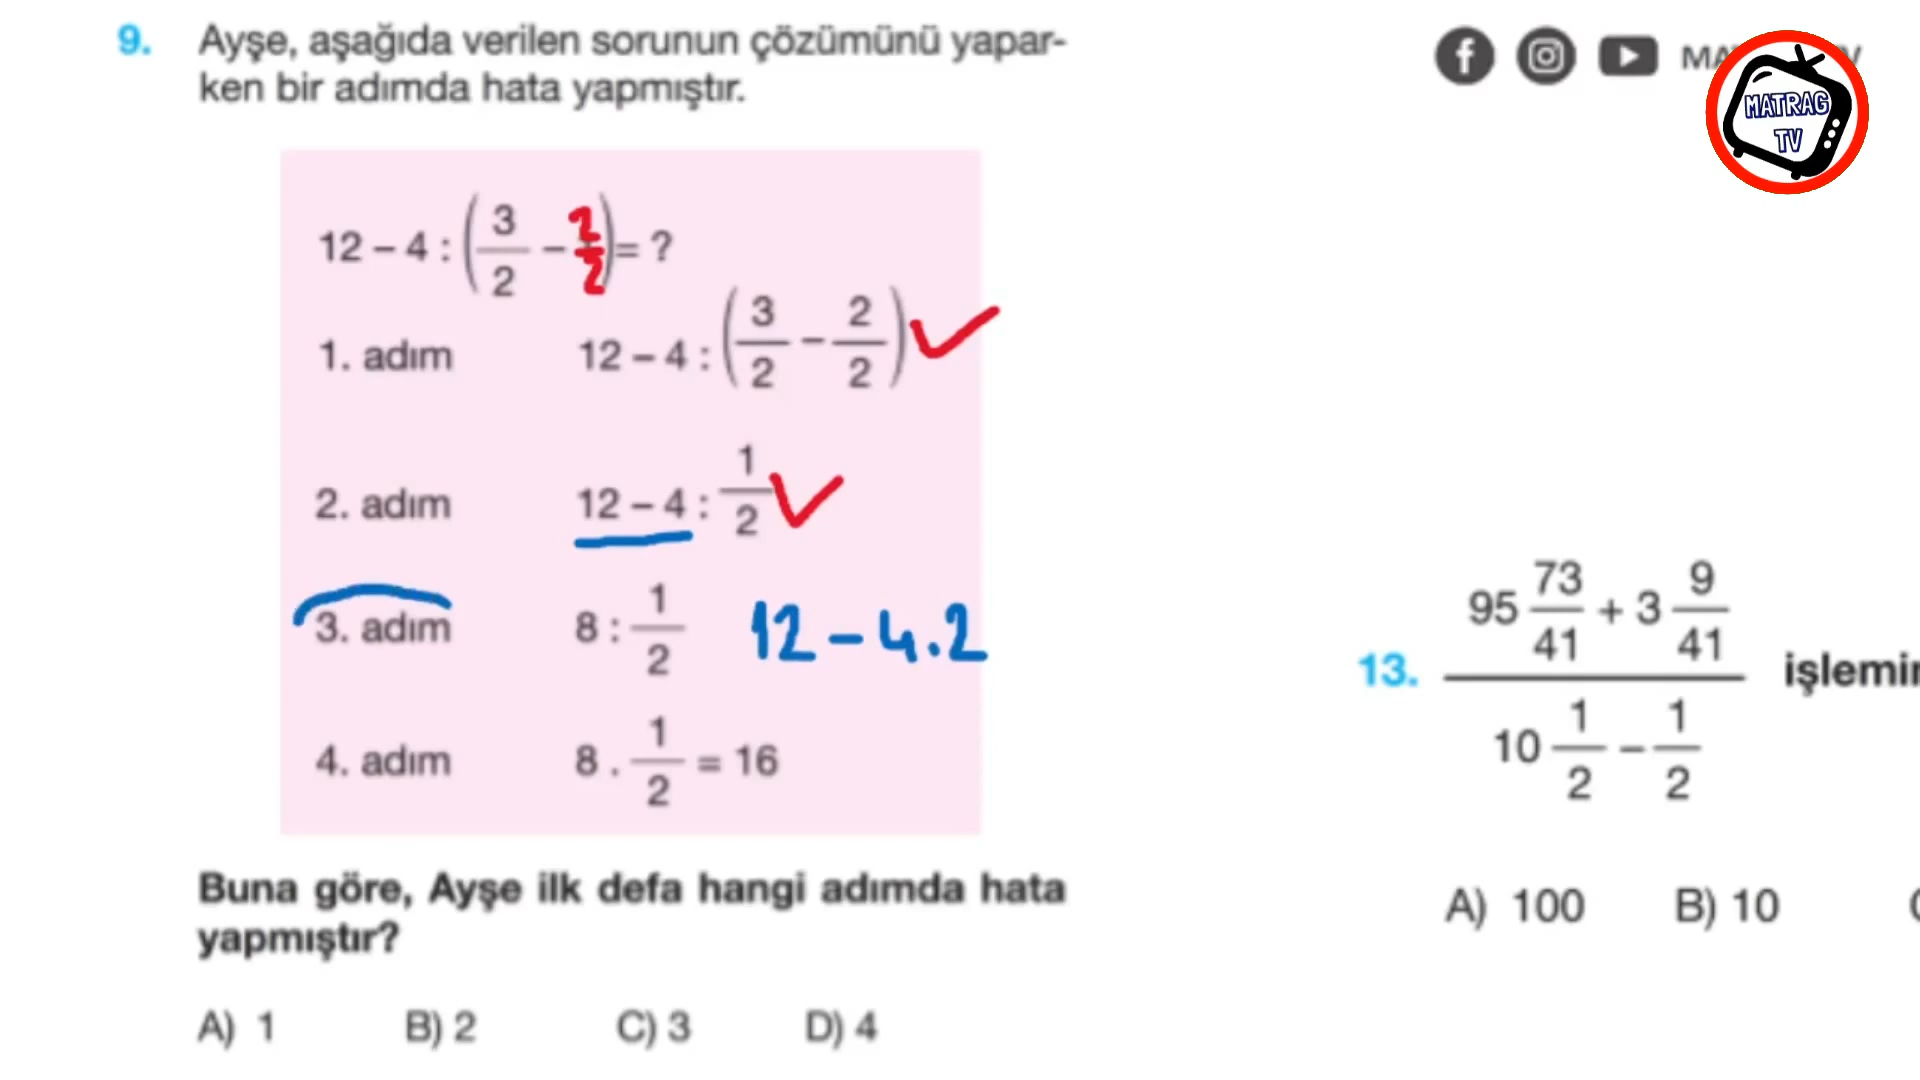 9. Ayşe, aşağıda verilen sorunun çözümünü yapar-
ken bir adımda hata yapmıştır.
12 – 4 : (3/2 – 2/2) = ?
1. adım 12 – 4 : (3/2 – 2/2)
2. adım 12 – 4 : 1/2
3. adım 8 : 1/2 12 – 4.2
4. adım 8 . 1/2 = 16
Buna göre, Ayşe ilk defa hangi adımda hata
yapmıştır?
A) 1 B) 2 C) 3 D) 4
MATRAG
TV
13. (95 73/41 + 3 9/41) / (10 1/2 – 1/2)
A) 100 B) 10